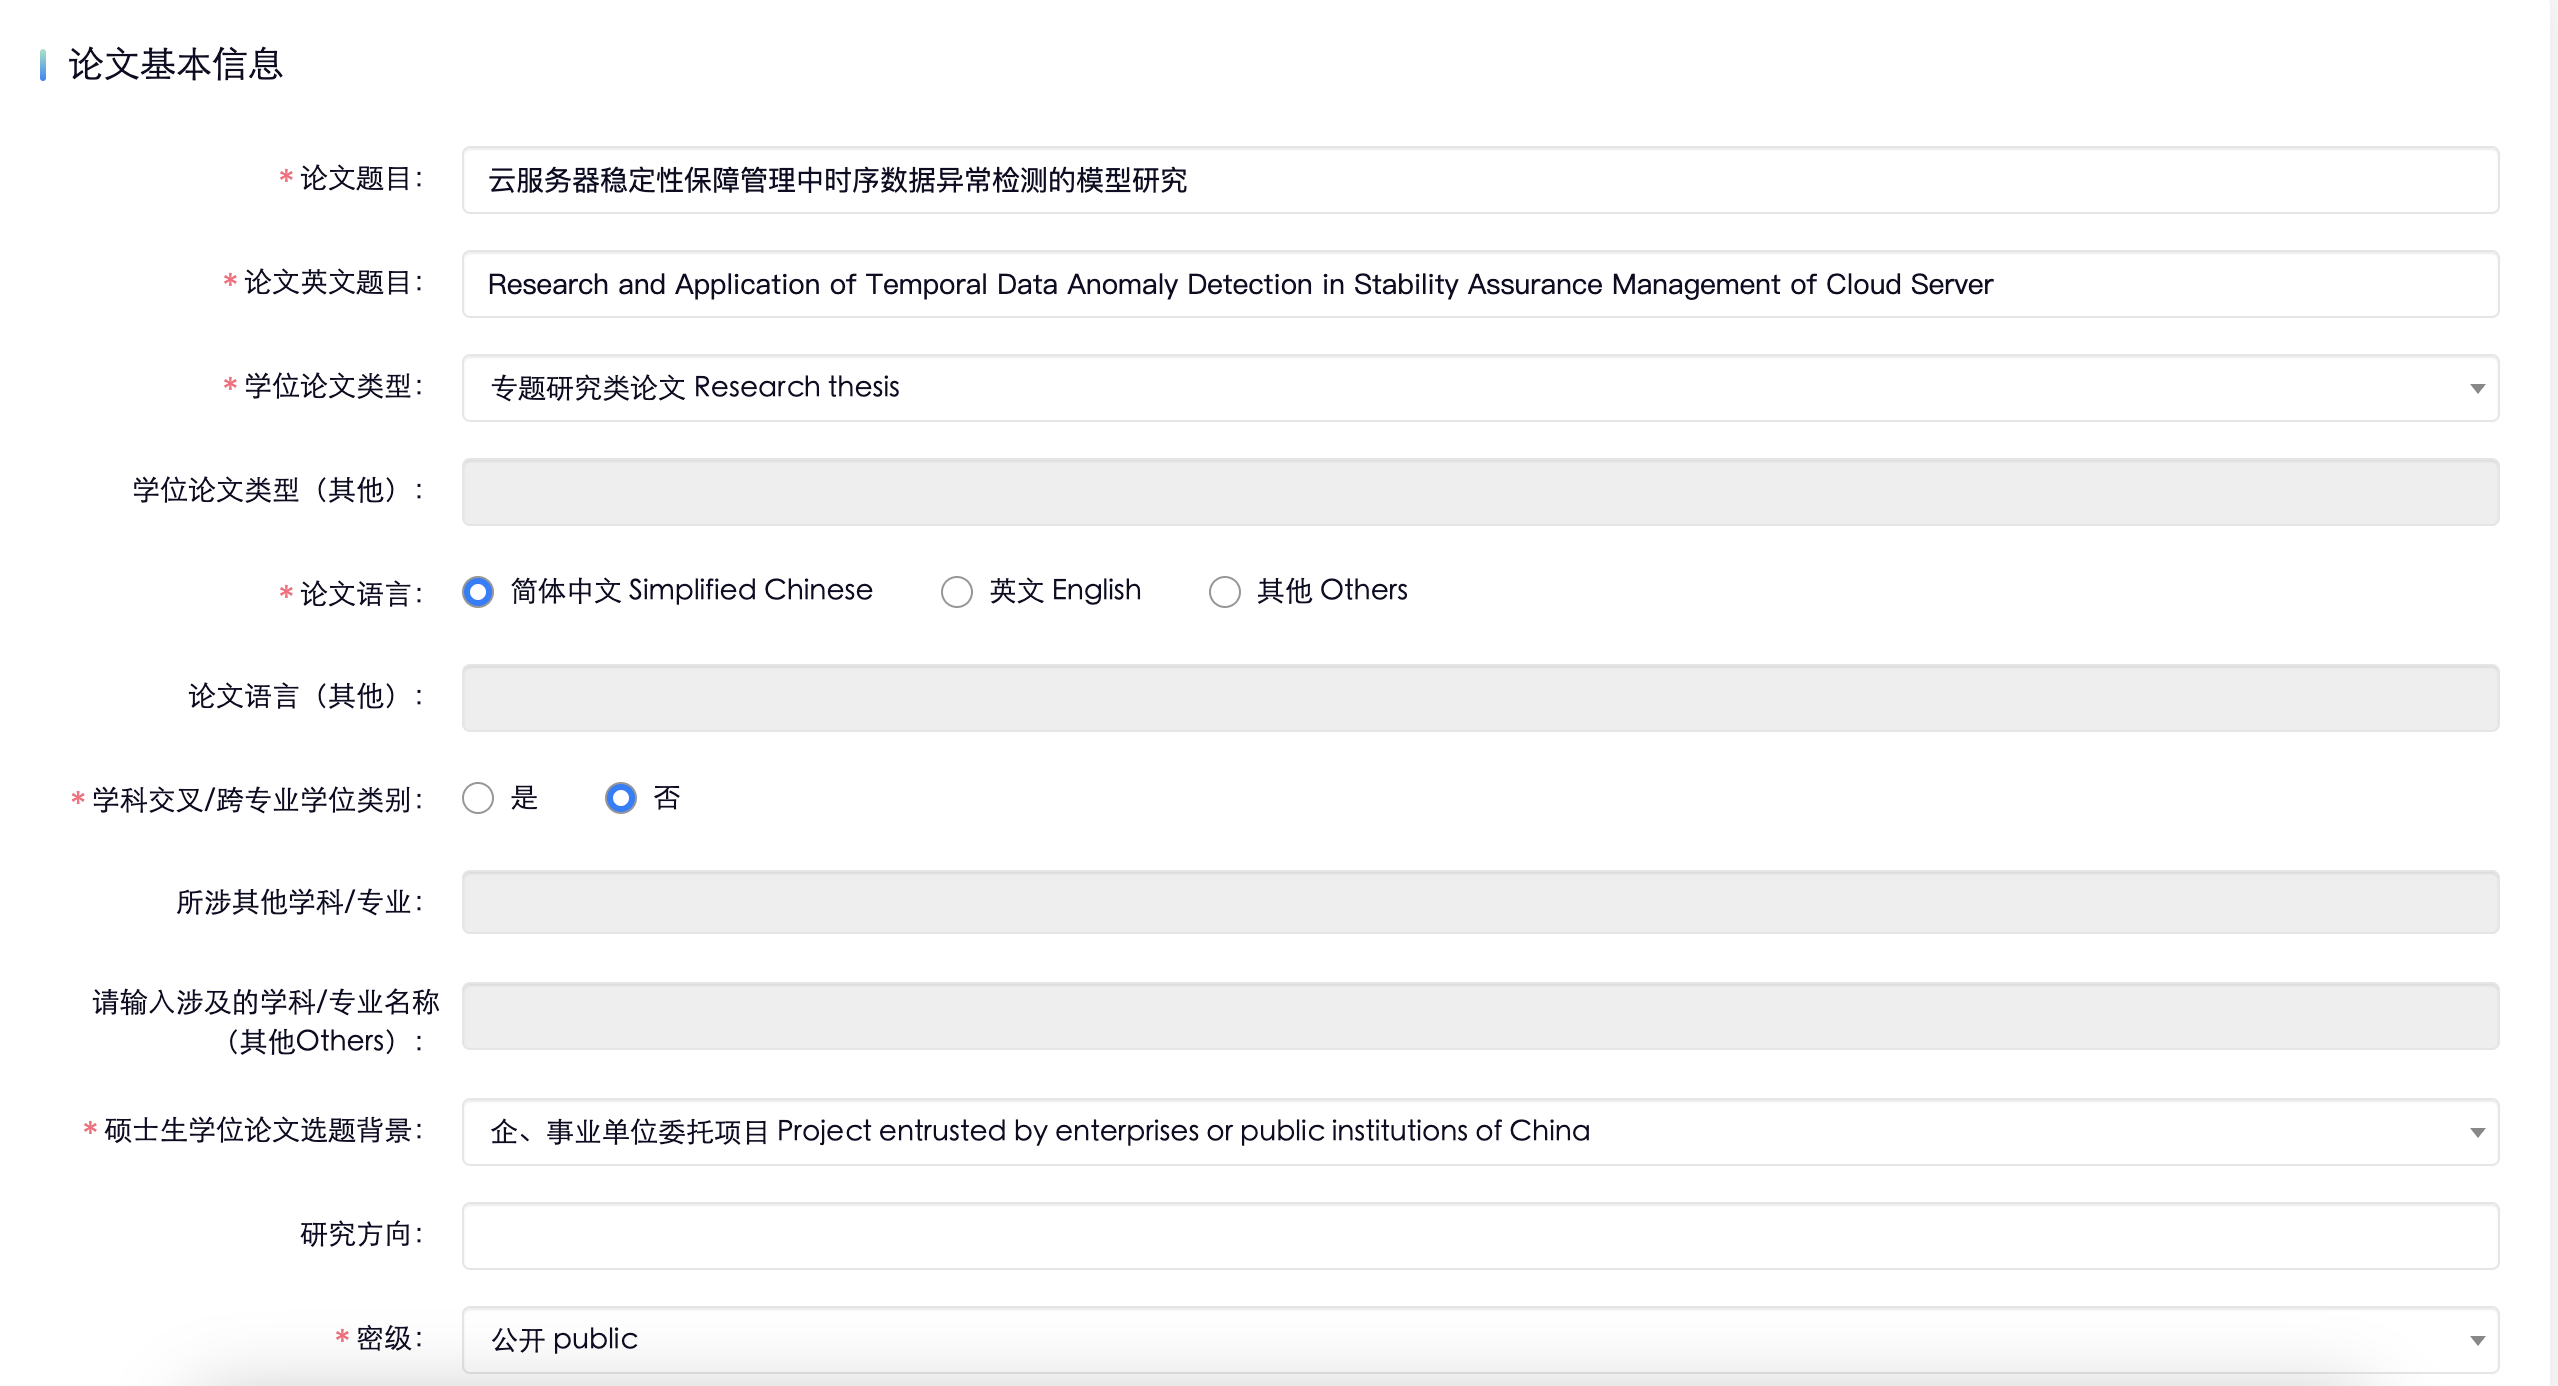 论文基本信息
* 论文题目: 云服务器稳定性保障管理中时序数据异常检测的模型研究
* 论文英文题目: Research and Application of Temporal Data Anomaly Detection in Stability Assurance Management of Cloud Server
* 学位论文类型: 专题研究类论文 Research thesis
学位论文类型（其他）:
* 论文语言: 简体中文 Simplified Chinese 英文 English 其他 Others
论文语言（其他）:
* 学科交叉/跨专业学位类别: 是 否
所涉其他学科/专业:
请输入涉及的学科/专业名称
（其他Others）:
* 硕士生学位论文选题背景: 企、事业单位委托项目 Project entrusted by enterprises or public institutions of China
研究方向:
* 密级: 公开 public